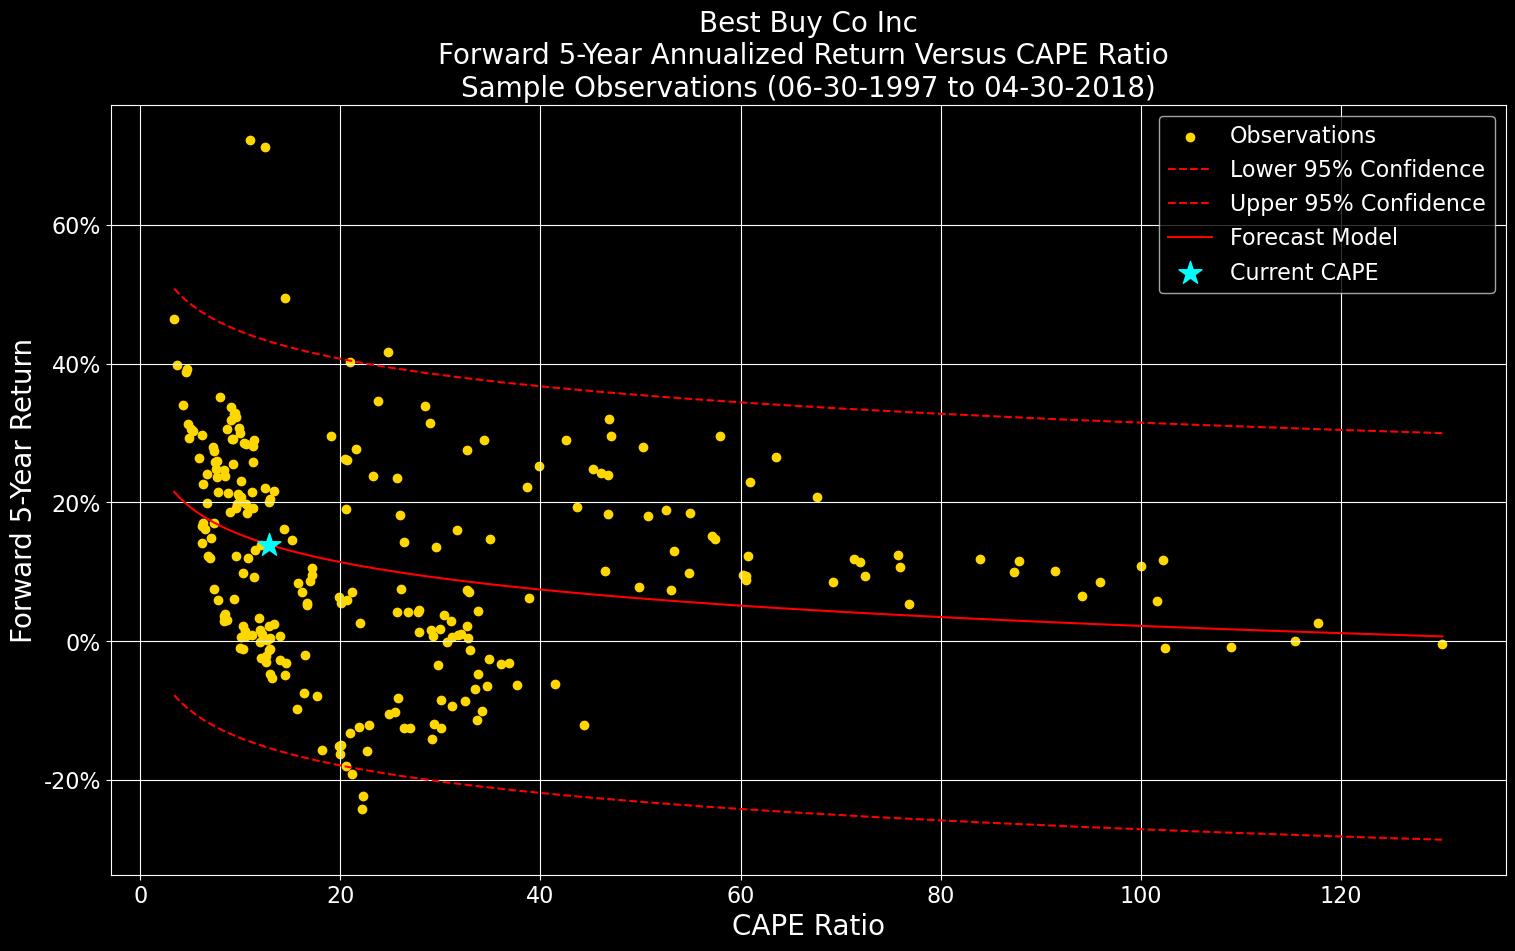 Best Buy Co Inc
Forward 5-Year Annualized Return Versus CAPE Ratio
Sample Observations (06-30-1997 to 04-30-2018)
Observations
Lower 95% Confidence
Upper 95% Confidence
Forecast Model
Current CAPE
Forward 5-Year Return
60%
40%
20%
0%
-20%
0 20 40 60 80 100 120
CAPE Ratio